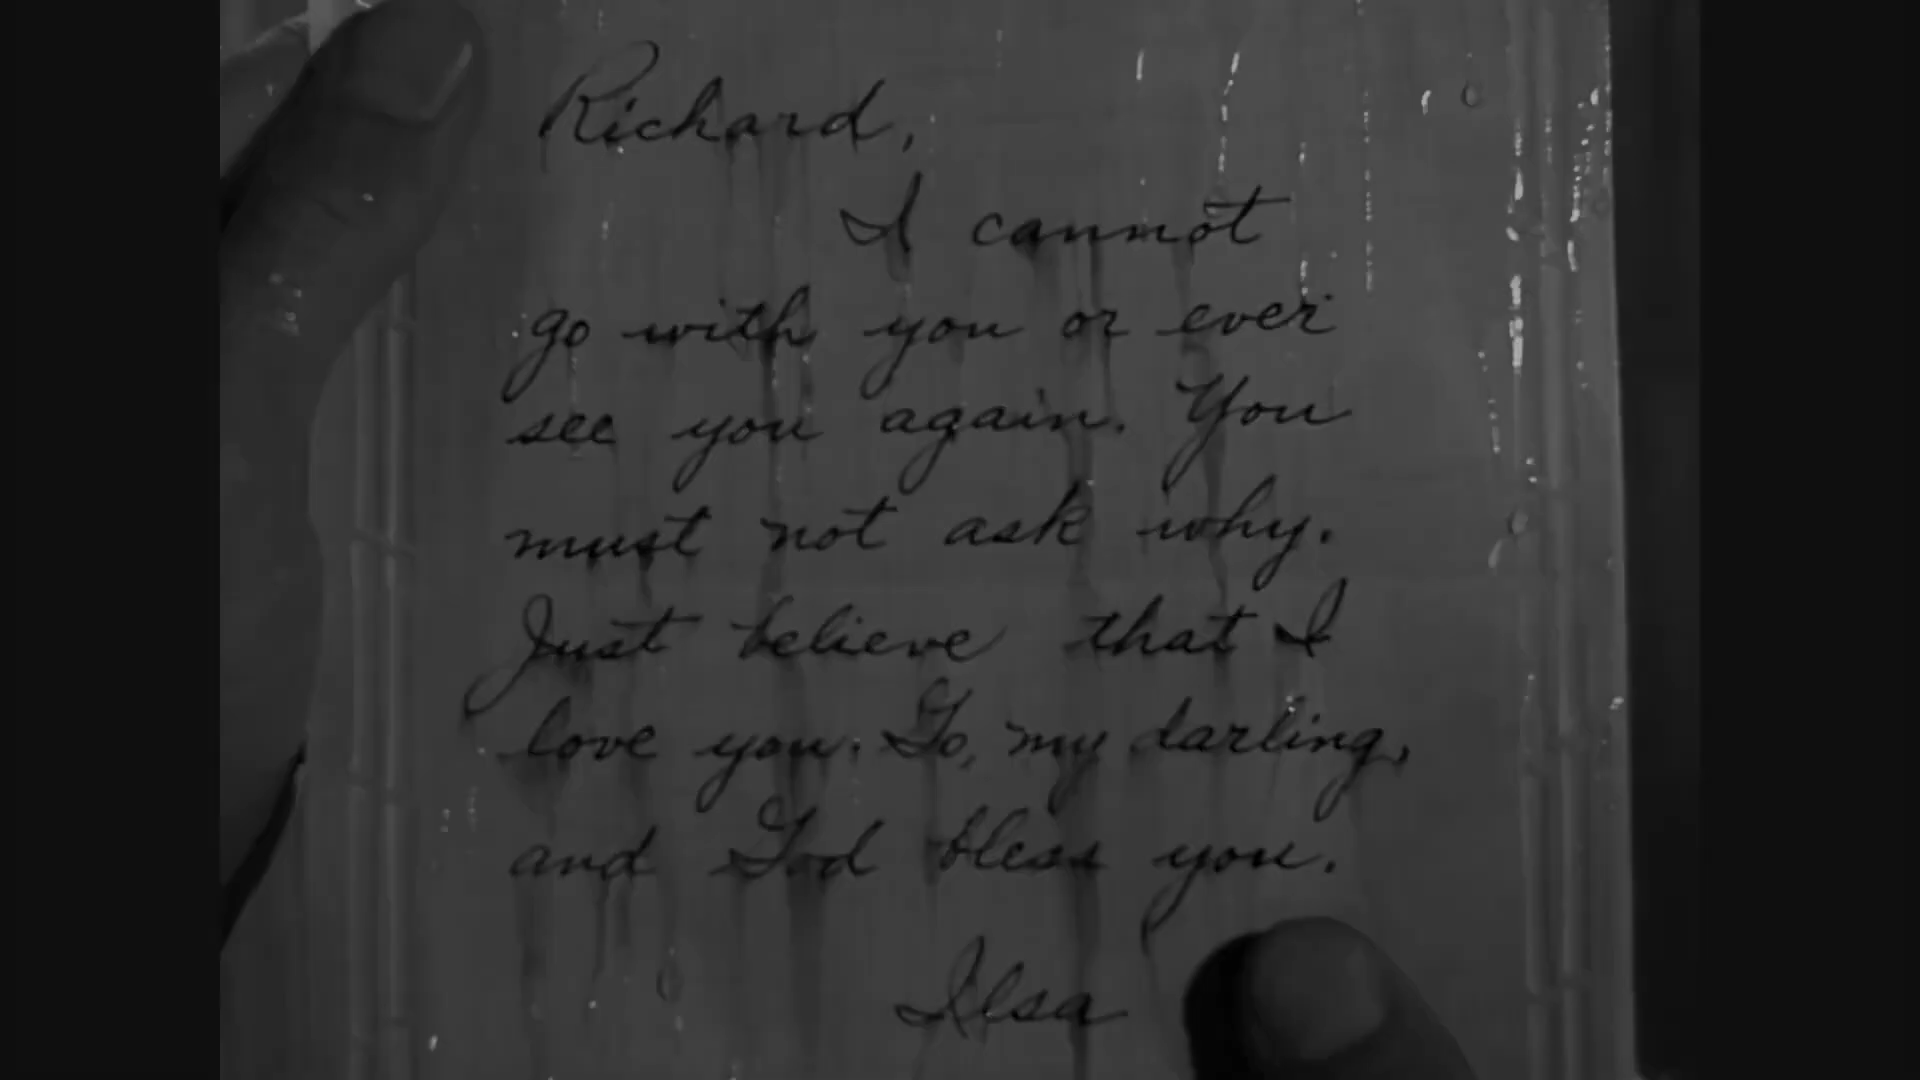 Richard,
I cannot
go with you or ever
see you again. You
must not ask why.
Just believe that I
love you. Go, my darling,
and God bless you.
Ilsa